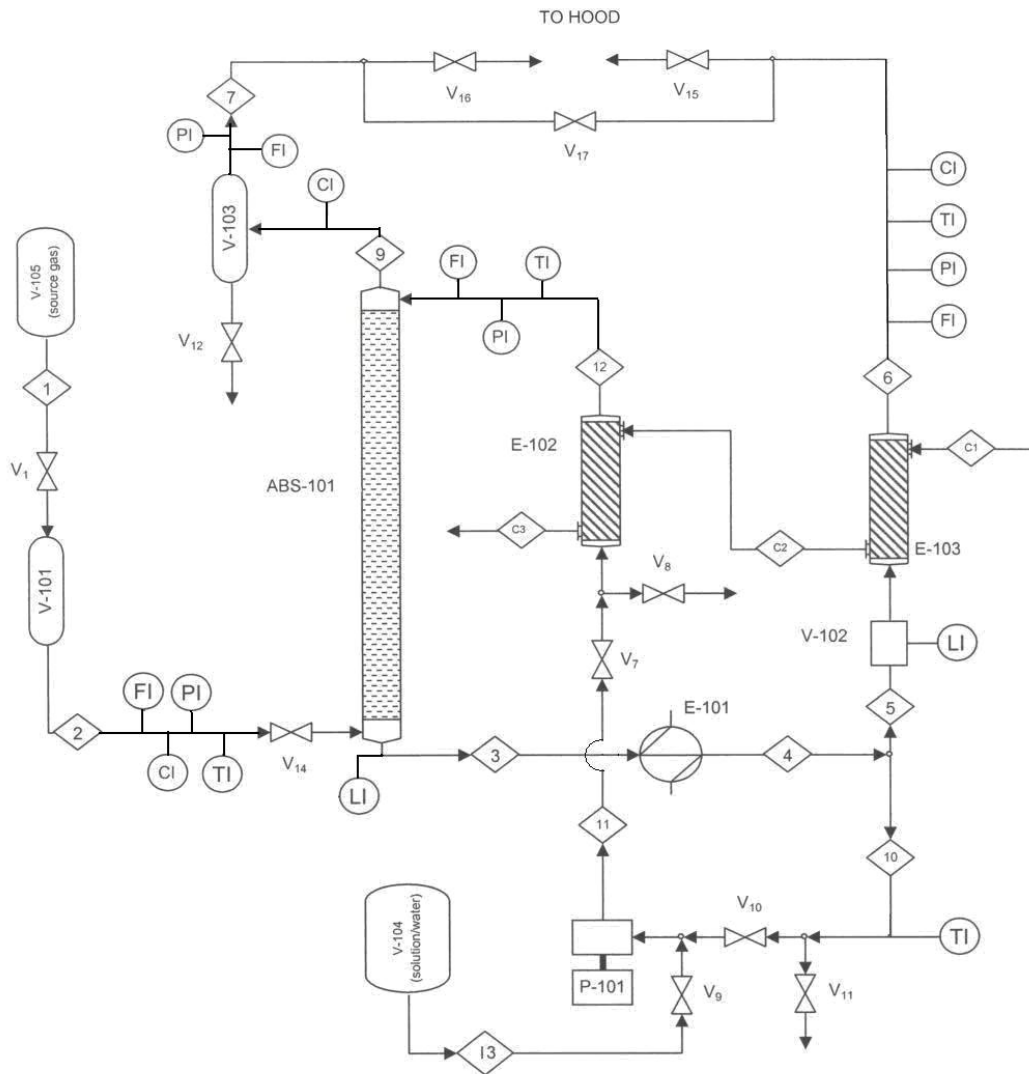 TO HOOD
7
V16
V15
PI
FI
V17
CI
CI
V-103
TI
9
FI
TI
V-105
(source gas)
PI
V12
PI
FI
1
12
6
E-102
C1
V1
ABS-101
C3
C2
E-103
V8
V-101
V-102
LI
V7
FI
PI
E-101
5
2
3
4
CI
TI
V14
LI
11
10
V10
V-104
(solution/water)
TI
P-101
V9
V11
I3